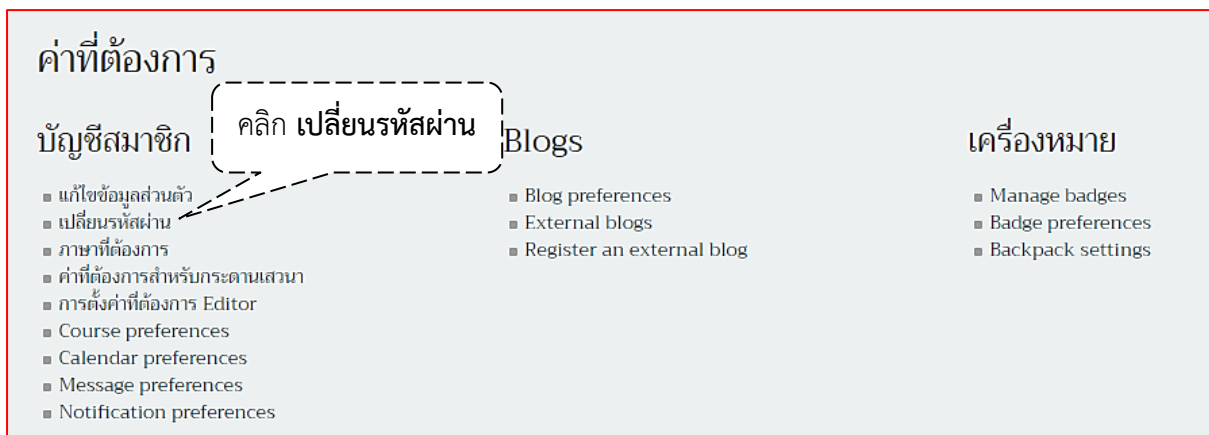 ค่าที่ต้องการ
คลิก เปลี่ยนรหัสผ่าน
บัญชีสมาชิก
แก้ไขข้อมูลส่วนตัว
เปลี่ยนรหัสผ่าน
ภาษาที่ต้องการ
ค่าที่ต้องการสำหรับกระดานเสวนา
การตั้งค่าที่ต้องการ Editor
Course preferences
Calendar preferences
Message preferences
Notification preferences
Blogs
Blog preferences
External blogs
Register an external blog
เครื่องหมาย
Manage badges
Badge preferences
Backpack settings